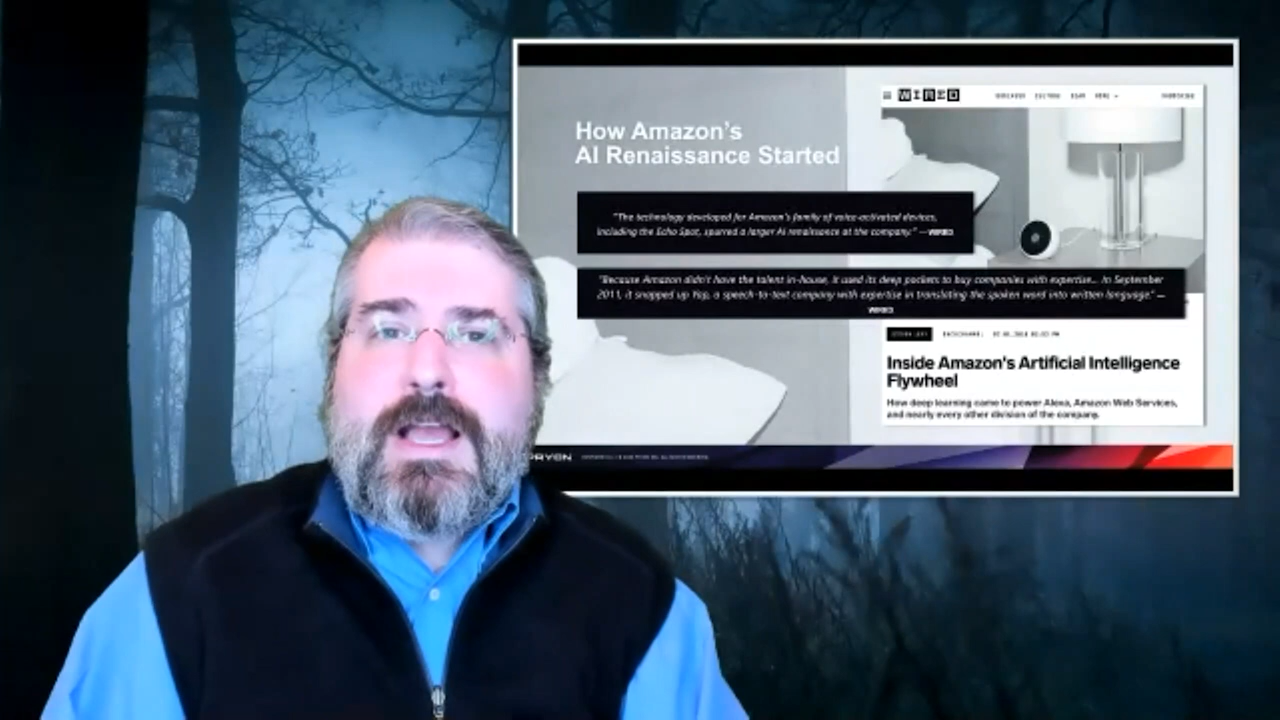 WIRED
How Amazon's
AI Renaissance Started
"The technology developed for Amazon's family of voice-activated devices,
including the Echo Spot, spurred a larger AI renaissance at the company." —WIRED
"Because Amazon didn't have the talent in-house, it used its deep pockets to buy companies with expertise... In September
2011, it snapped up Yap, a speech-to-text company with expertise in translating the spoken word into written language." —
WIRED
Inside Amazon's Artificial Intelligence
Flywheel
How deep learning came to power Alexa, Amazon Web Services,
and nearly every other division of the company.